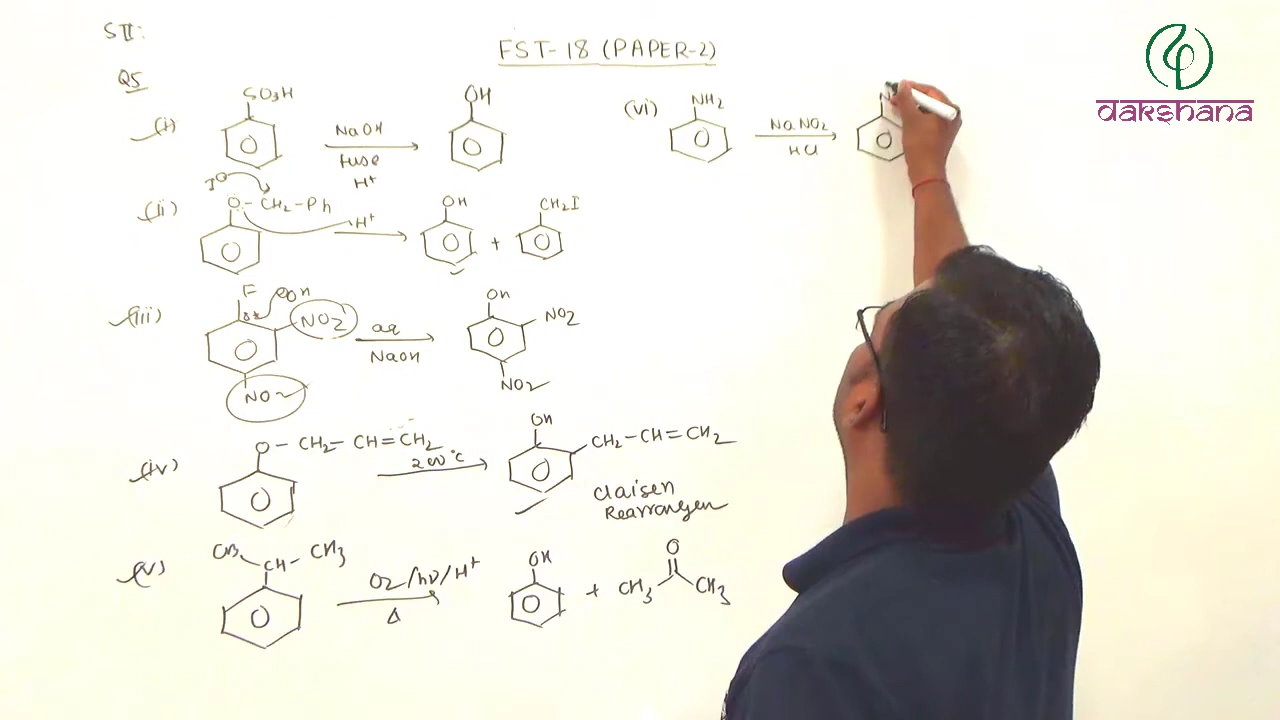 SII:
FST-18 (PAPER-2)
dakshana
Q5
(i)
SO3H
NaOH
fuse
H+
OH
(ii)
I⊖
O-CH2-Ph
H+
OH
+
CH2I
(iii)
F
δ+
⊖OH
NO2
NO2
aq
NaOH
OH
NO2
NO2
(iv)
O-CH2-CH=CH2
200°C
OH
CH2-CH=CH2
Claisen
Rearrangen
(v)
CH3
CH-CH3
O2/hν/H+
Δ
OH
+
O
CH3
CH3
(vi)
NH2
NaNO2
HCl
N